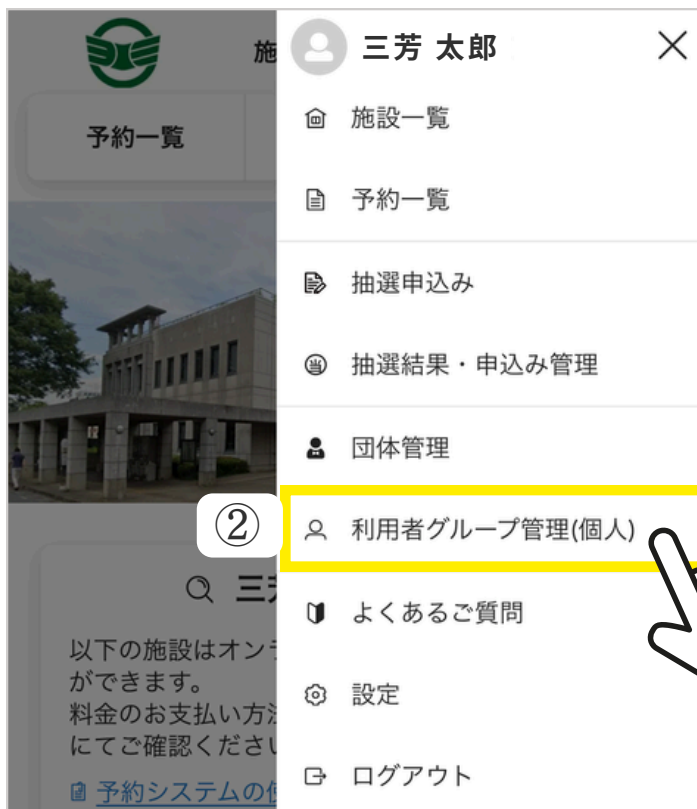 施
三芳 太郎
予約一覧
施設一覧
予約一覧
抽選申込み
抽選結果・申込み管理
団体管理
②
利用者グループ管理(個人)
よくあるご質問
設定
ログアウト
三
以下の施設はオン
ができます。
料金のお支払い方
にてご確認くださ
予約システムの